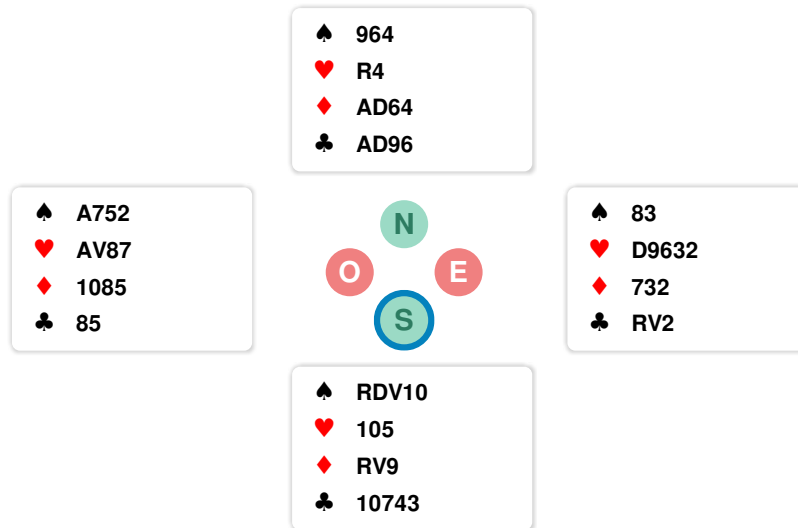 ♠ 964
♥ R4
♦ AD64
♣ AD96
♠ A752
♥ AV87
♦ 1085
♣ 85
N
O E
S
♠ 83
♥ D9632
♦ 732
♣ RV2
♠ RDV10
♥ 105
♦ RV9
♣ 10743